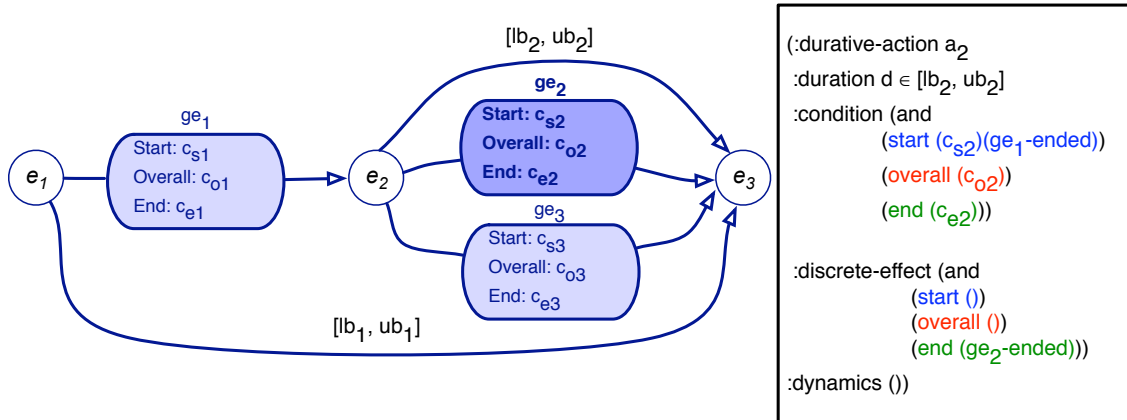 [lb2, ub2]
ge1
Start: cs1
Overall: co1
End: ce1
ge2
Start: cs2
Overall: co2
End: ce2
e1
e2
e3
ge3
Start: cs3
Overall: co3
End: ce3
[lb1, ub1]
(:durative-action a2
:duration d ∈ [lb2, ub2]
:condition (and
(start (cs2)(ge1-ended))
(overall (co2))
(end (ce2)))
:discrete-effect (and
(start ())
(overall ())
(end (ge2-ended)))
:dynamics ())